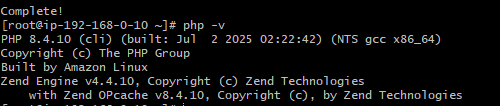 Complete!
[root@ip-192-168-0-10 ~]# php -v
PHP 8.4.10 (cli) (built: Jul  2 2025 02:22:42) (NTS gcc x86_64)
Copyright (c) The PHP Group
Built by Amazon Linux
Zend Engine v4.4.10, Copyright (c) Zend Technologies
    with Zend OPcache v8.4.10, Copyright (c), by Zend Technologies